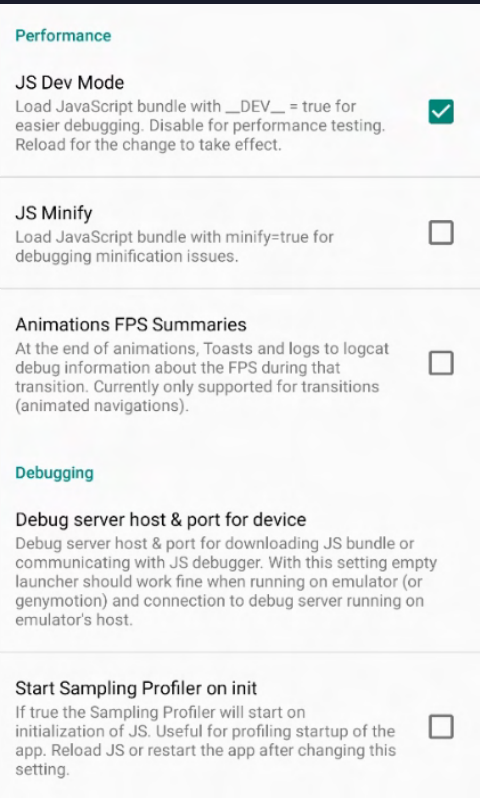 Performance
JS Dev Mode
Load JavaScript bundle with __DEV__ = true for
easier debugging. Disable for performance testing.
Reload for the change to take effect.
JS Minify
Load JavaScript bundle with minify=true for
debugging minification issues.
Animations FPS Summaries
At the end of animations, Toasts and logs to logcat
debug information about the FPS during that
transition. Currently only supported for transitions
(animated navigations).
Debugging
Debug server host & port for device
Debug server host & port for downloading JS bundle or
communicating with JS debugger. With this setting empty
launcher should work fine when running on emulator (or
genymotion) and connection to debug server running on
emulator's host.
Start Sampling Profiler on init
If true the Sampling Profiler will start on
initialization of JS. Useful for profiling startup of the
app. Reload JS or restart the app after changing this
setting.